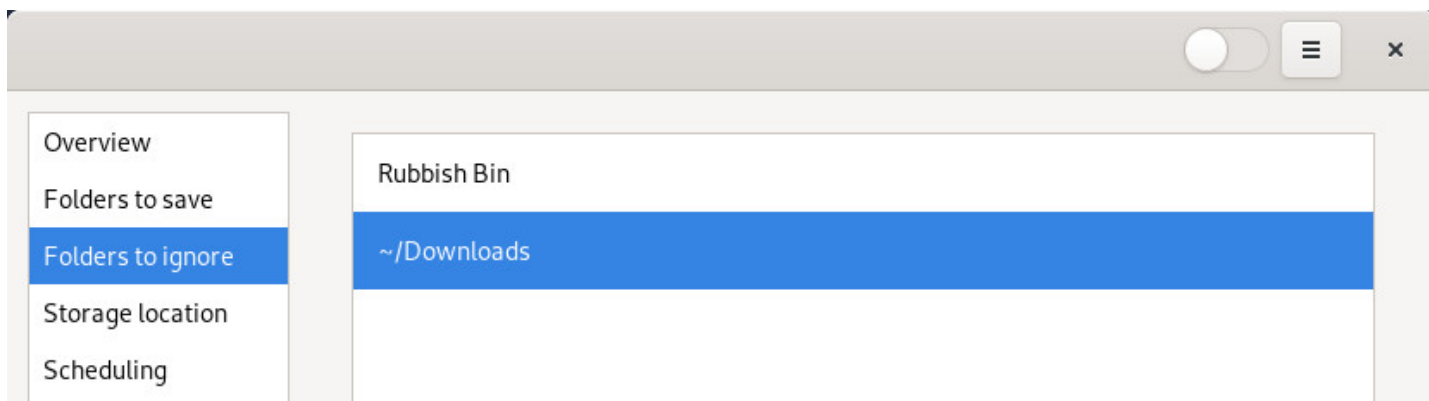 Overview
Folders to save
Folders to ignore
Storage location
Scheduling
Rubbish Bin
~/Downloads